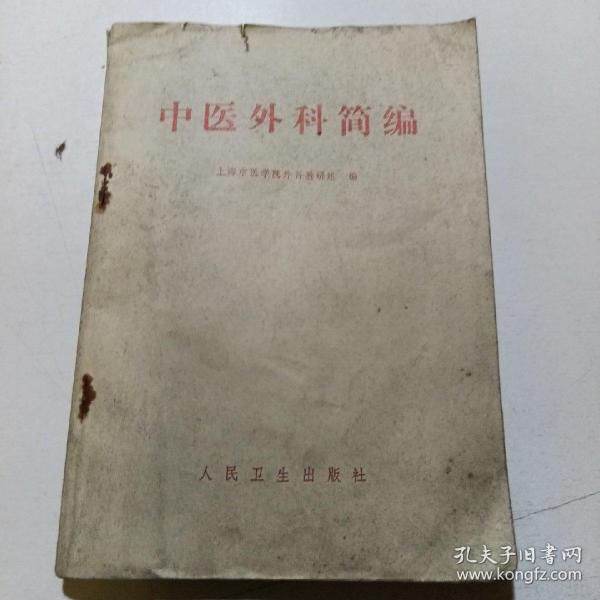 中医外科简编
上海中医学院外科教研组 编
人民卫生出版社
孔夫子旧书网
www.kongfz.com